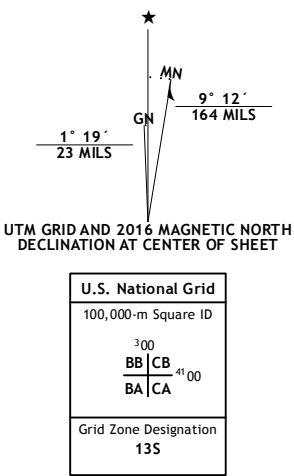 ★
MN
GN
9° 12´
164 MILS
1° 19´
23 MILS
UTM GRID AND 2016 MAGNETIC NORTH
DECLINATION AT CENTER OF SHEET
U.S. National Grid
100,000-m Square ID
³00
BB CB
⁴¹00
BA CA
Grid Zone Designation
13S